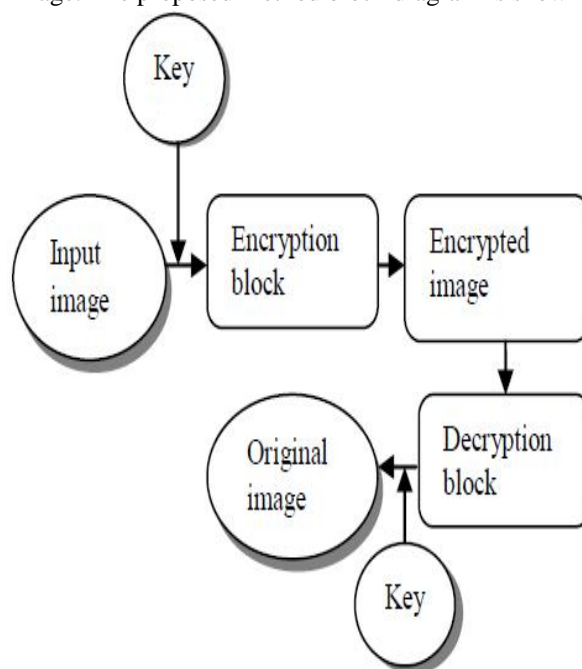 Key
Input
image
Encryption
block
Encrypted
image
Original
image
Decryption
block
Key